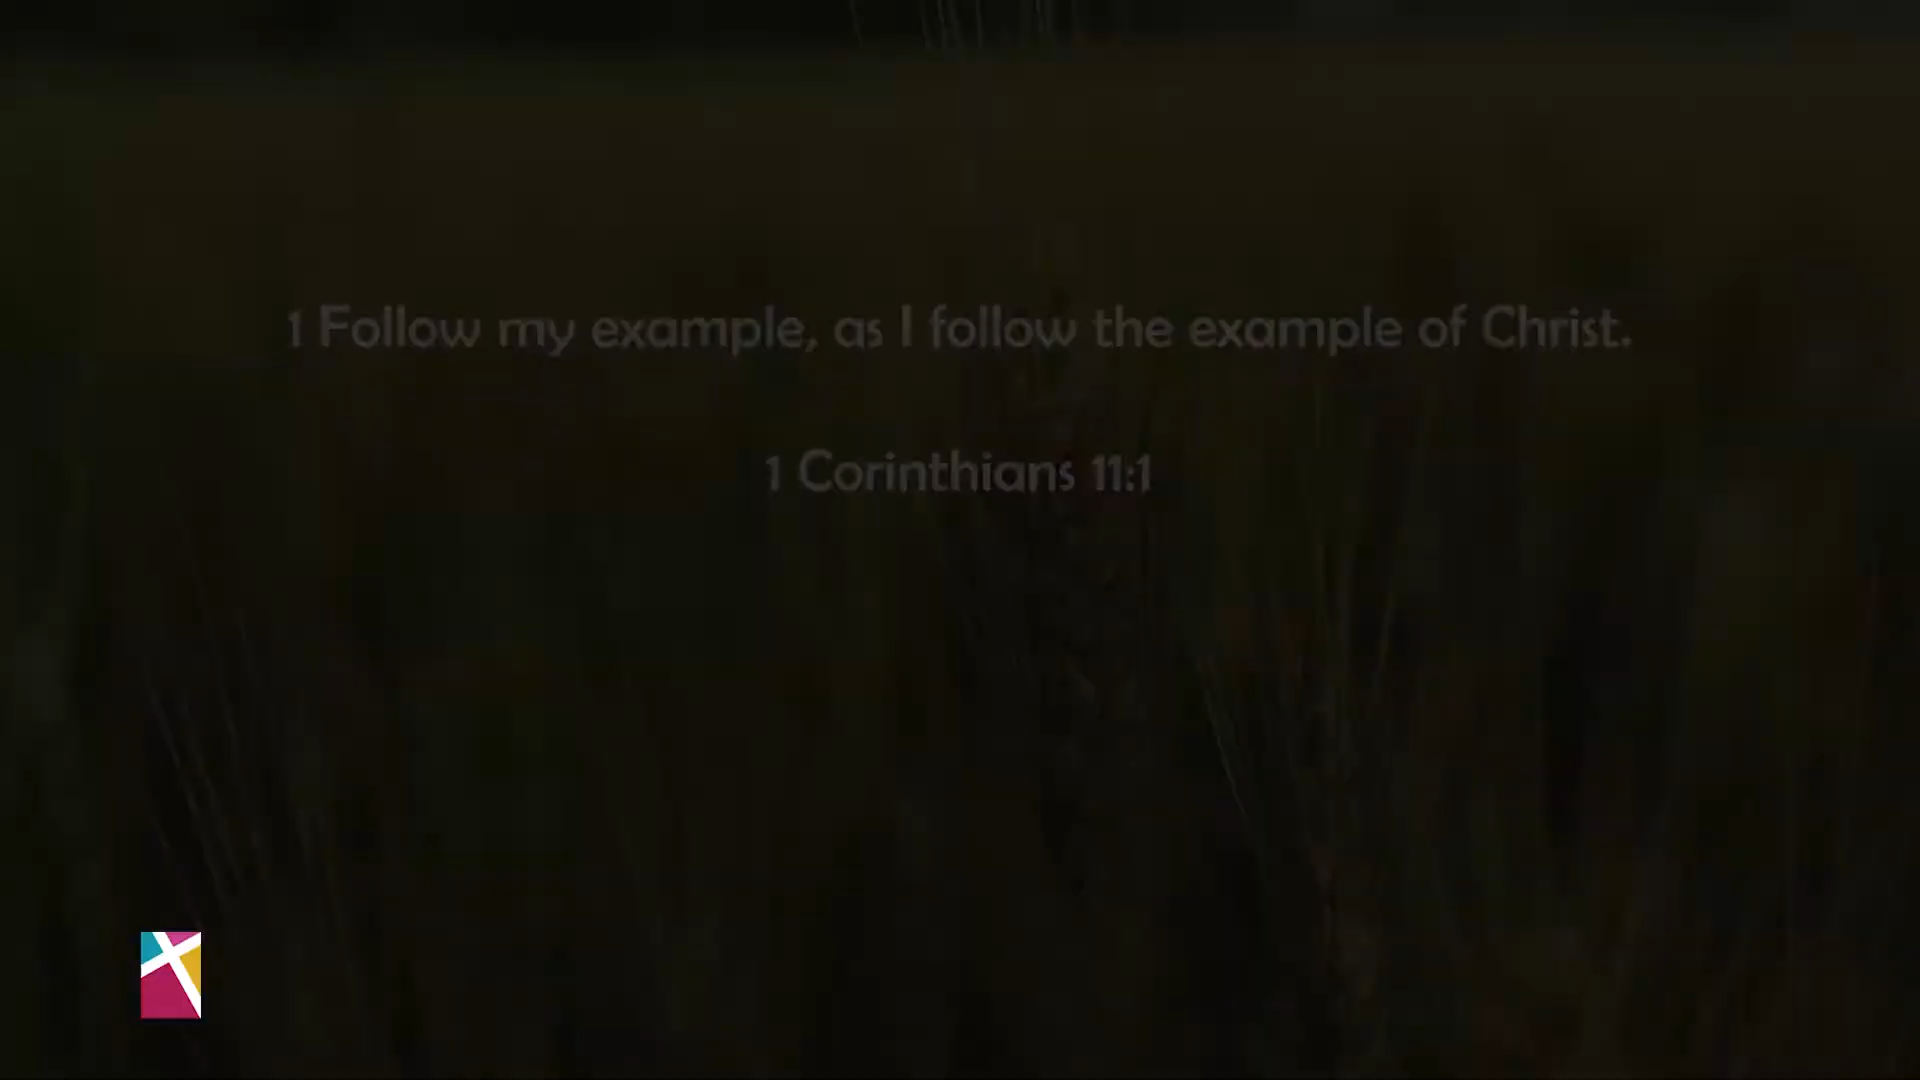 1 Follow my example, as I follow the example of Christ.
1 Corinthians 11:1